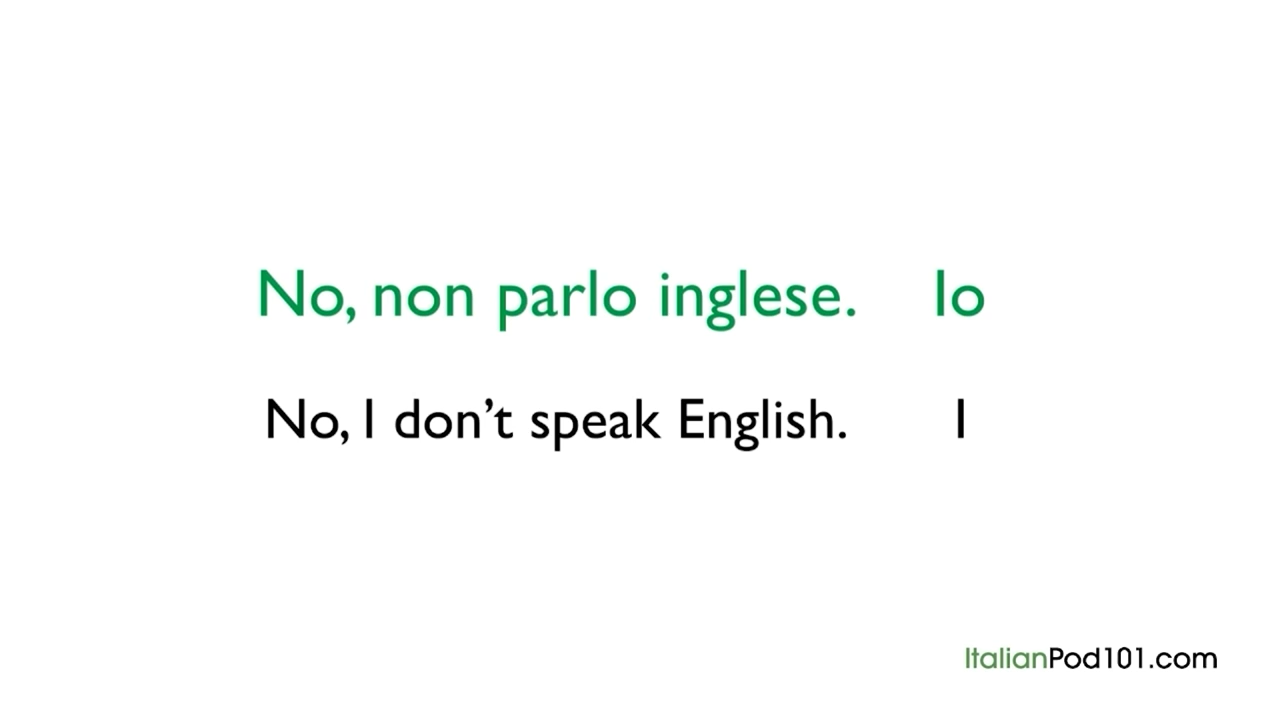 No, non parlo inglese. Io
No, I don't speak English. I
ItalianPod101.com